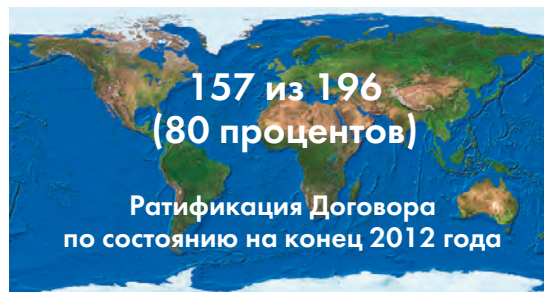 157 из 196
(80 процентов)
Ратификация Договора
по состоянию на конец 2012 года